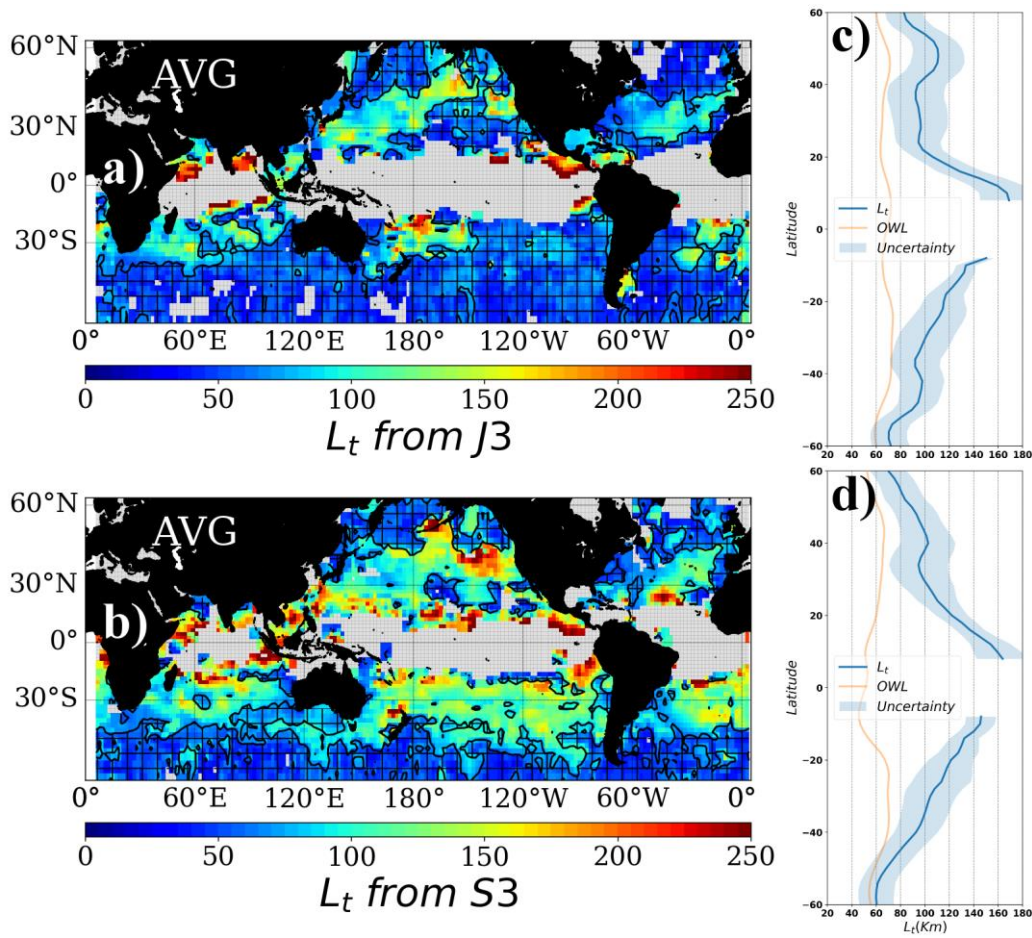 60°N
30°N
0°
30°S
AVG
a)
0°
60°E
120°E
180°
120°W
60°W
0°
0
50
100
150
200
250
L_t from J3
60°N
30°N
0°
30°S
AVG
b)
0°
60°E
120°E
180°
120°W
60°W
0°
0
50
100
150
200
250
L_t from S3
c)
60
40
20
0
−20
−40
−60
Latitude
L_t
OWL
Uncertainty
20 40 60 80 100 120 140 160 180
d)
60
40
20
0
−20
−40
−60
Latitude
L_t
OWL
Uncertainty
20 40 60 80 100 120 140 160 180
L_t(Km)